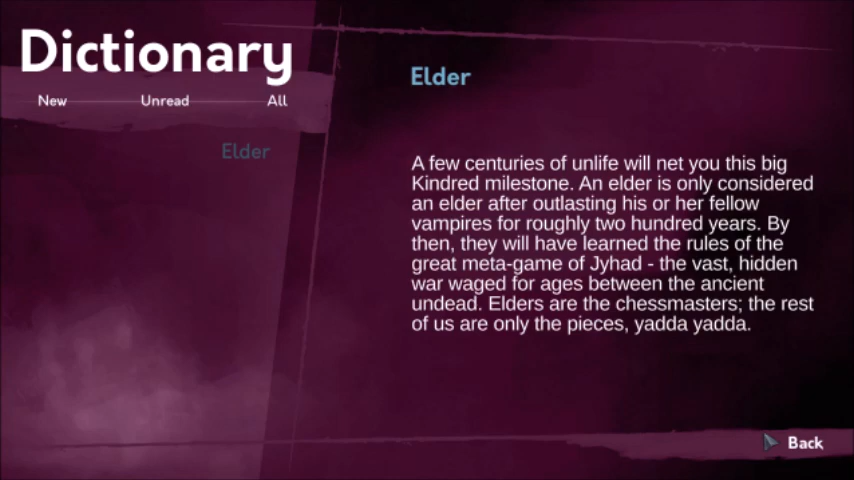 Dictionary
New
Unread
All
Elder
Elder
A few centuries of unlife will net you this big
Kindred milestone. An elder is only considered
an elder after outlasting his or her fellow
vampires for roughly two hundred years. By
then, they will have learned the rules of the
great meta-game of Jyhad - the vast, hidden
war waged for ages between the ancient
undead. Elders are the chessmasters; the rest
of us are only the pieces, yadda yadda.
Back